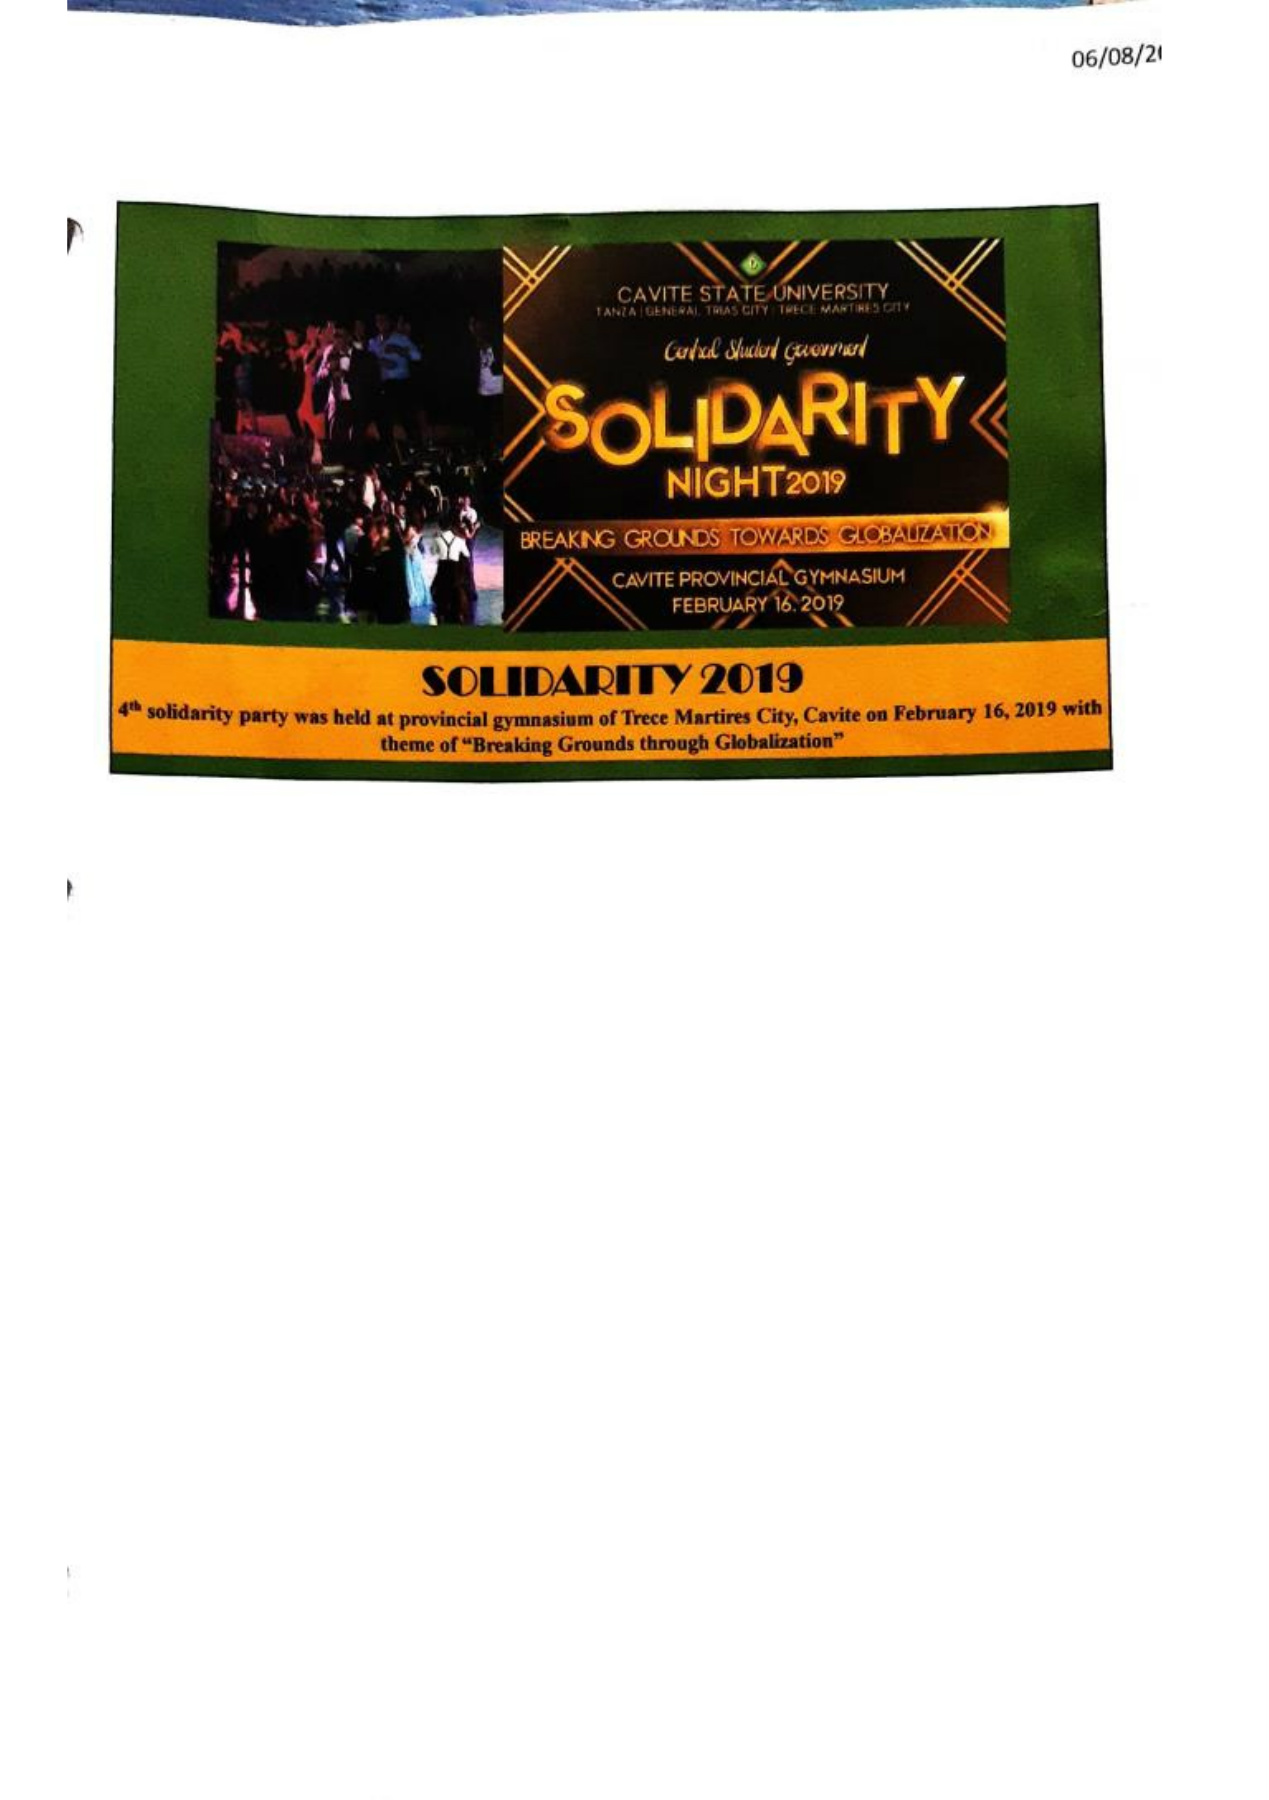 06/08/2
CAVITE STATE UNIVERSITY
TANZA | GENERAL TRIAS CITY | TRECE MARTIRES CITY
Central Student Government
SOLIDARITY
NIGHT 2019
BREAKING GROUNDS TOWARDS GLOBALIZATION
CAVITE PROVINCIAL GYMNASIUM
FEBRUARY 16, 2019
SOLIDARITY 2019
4th solidarity party was held at provincial gymnasium of Trece Martires City, Cavite on February 16, 2019 with
theme of “Breaking Grounds through Globalization”